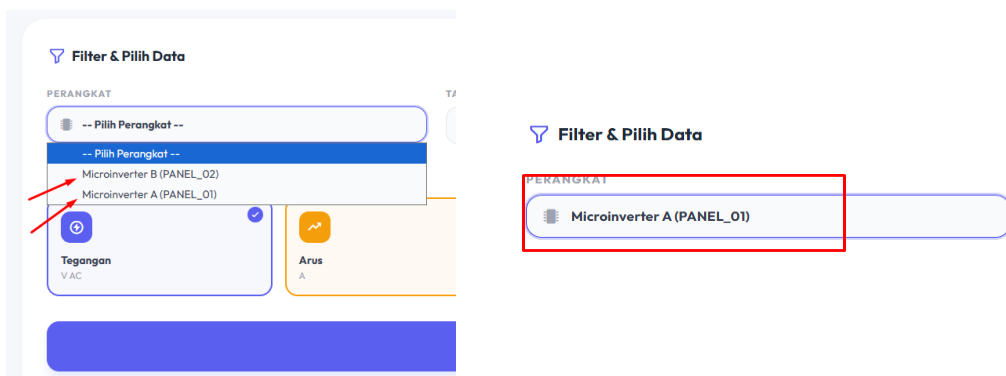 Filter & Pilih Data
PERANGKAT
TA
-- Pilih Perangkat --
-- Pilih Perangkat --
Microinverter B (PANEL_02)
Microinverter A (PANEL_01)
Tegangan
V AC
Arus
A
Filter & Pilih Data
PERANGKAT
Microinverter A (PANEL_01)